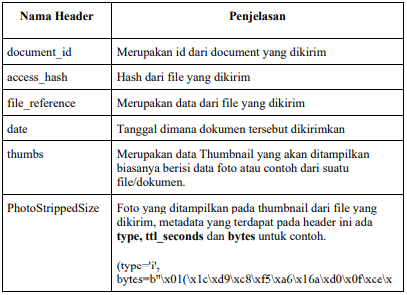 Nama Header Penjelasan
document_id Merupakan id dari document yang dikirim
access_hash Hash dari file yang dikirim
file_reference Merupakan data dari file yang dikirim
date Tanggal dimana dokumen tersebut dikirimkan
thumbs Merupakan data Thumbnail yang akan ditampilkan
biasanya berisi data foto atau contoh dari suatu
file/dokumen.
PhotoStrippedSize Foto yang ditampilkan pada thumbnail dari file yang
dikirim, metadata yang terdapat pada header ini ada
type, ttl_seconds dan bytes untuk contoh.
(type='i',
bytes=b"\x01(\x1c\xd9\xc8\xf5\xa6\x16a\xd0\x0f\xce\x